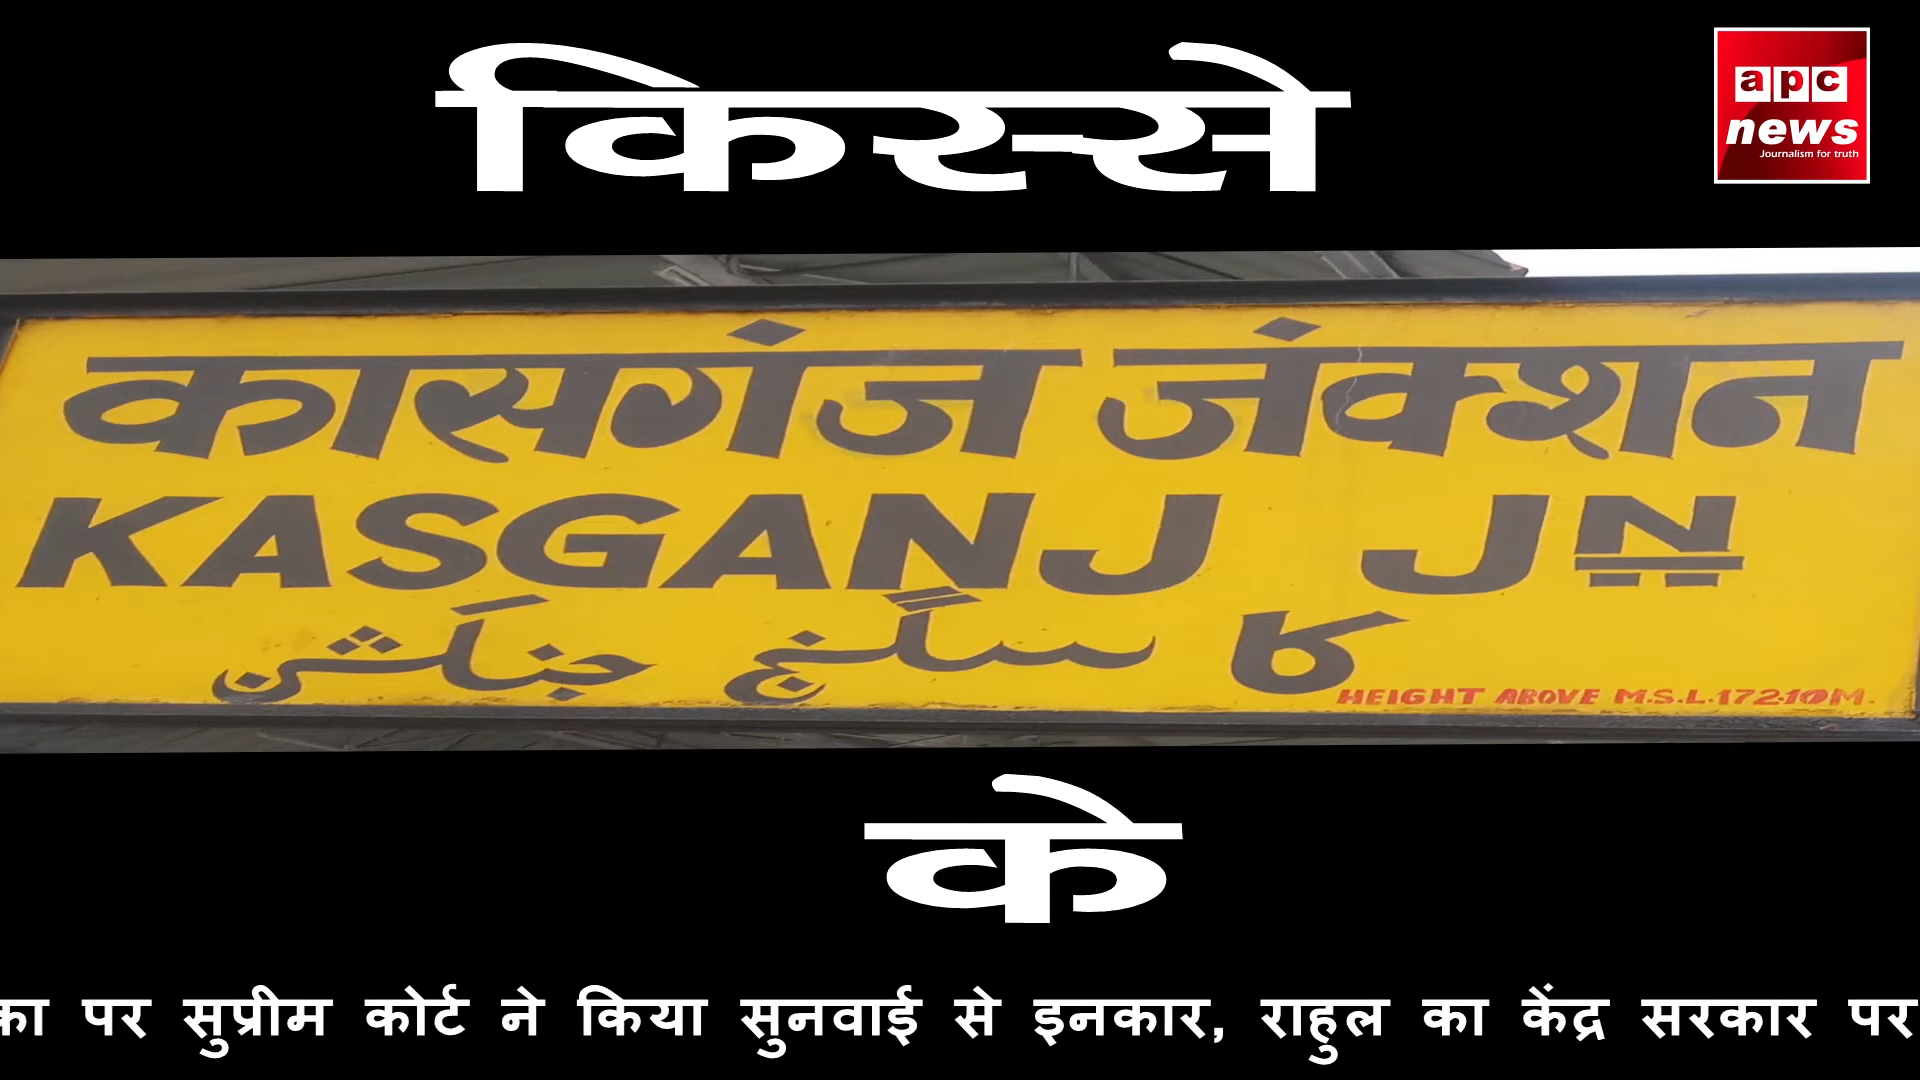 किस्से
apc
news
Journalism for truth
कासगंज जंक्शन
KASGANJ JN
کاسگنج جنکشن
HEIGHT ABOVE M.S.L.172.10M.
के
का पर सुप्रीम कोर्ट ने किया सुनवाई से इनकार, राहुल का केंद्र सरकार पर